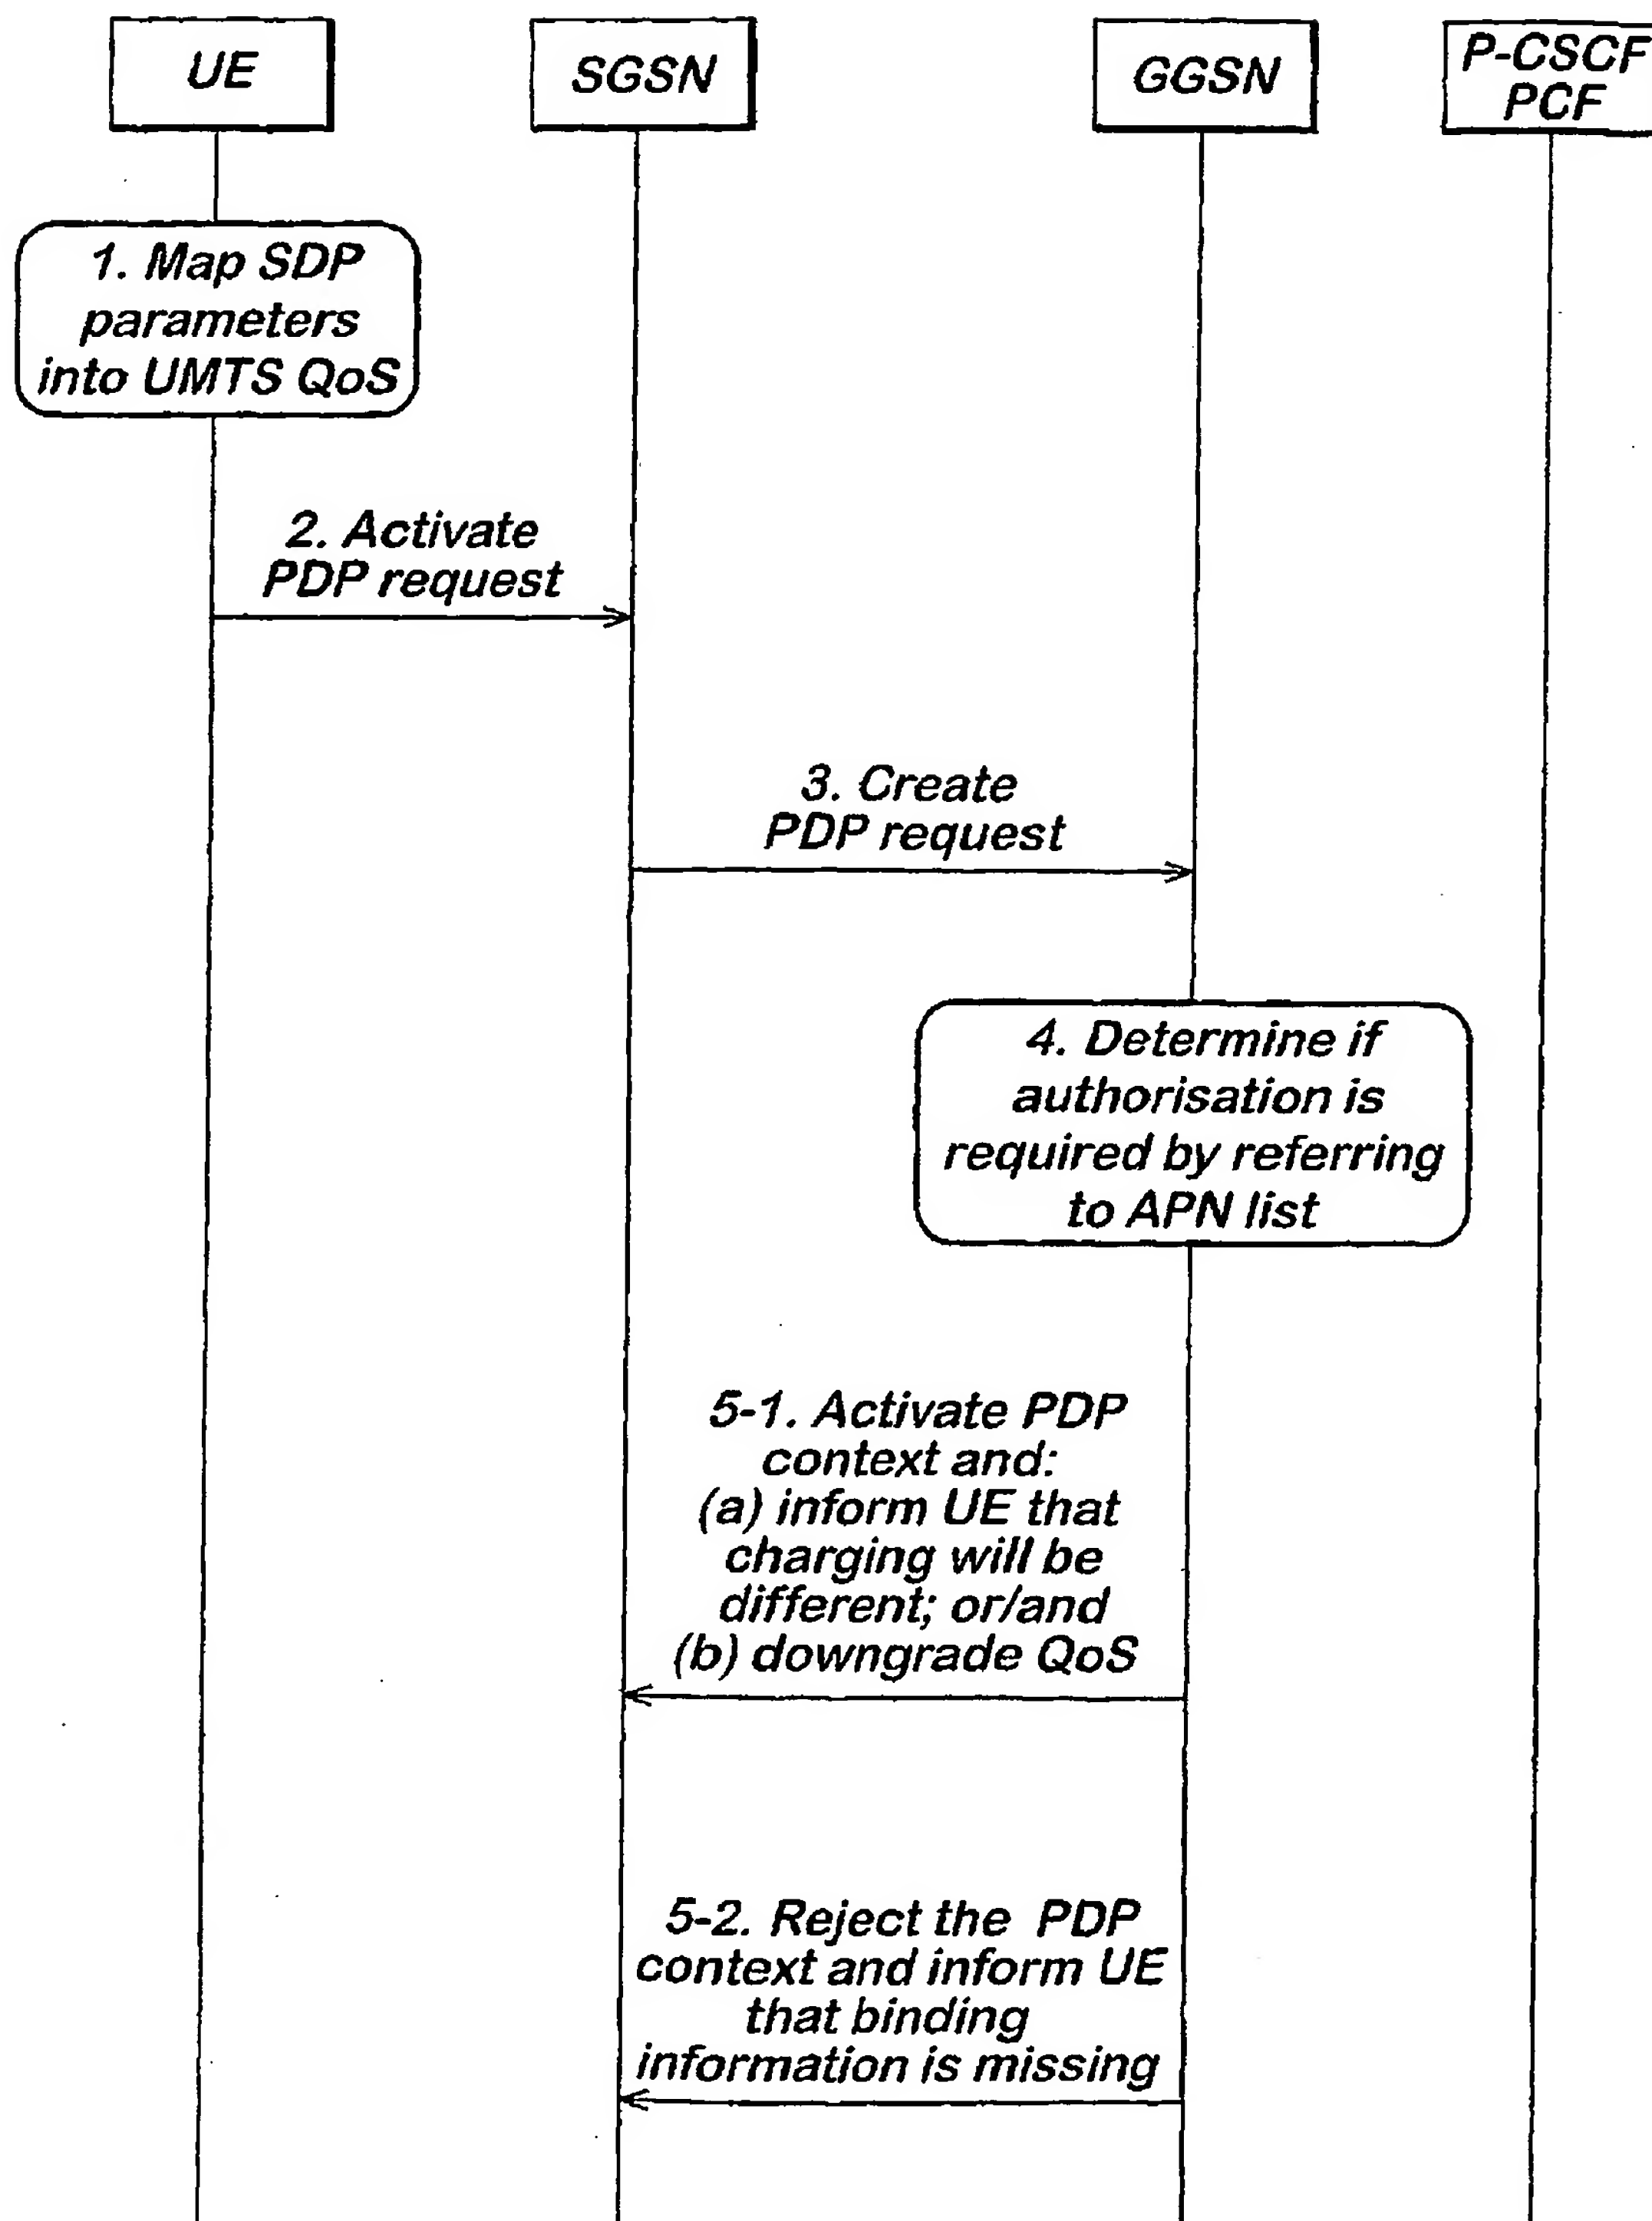 UE
SGSN
GGSN
P-CSCF
PCF
1. Map SDP
parameters
into UMTS QoS
2. Activate
PDP request
3. Create
PDP request
4. Determine if
authorisation is
required by referring
to APN list
5-1. Activate PDP
context and:
(a) inform UE that
charging will be
different; or/and
(b) downgrade QoS
5-2. Reject the PDP
context and inform UE
that binding
information is missing